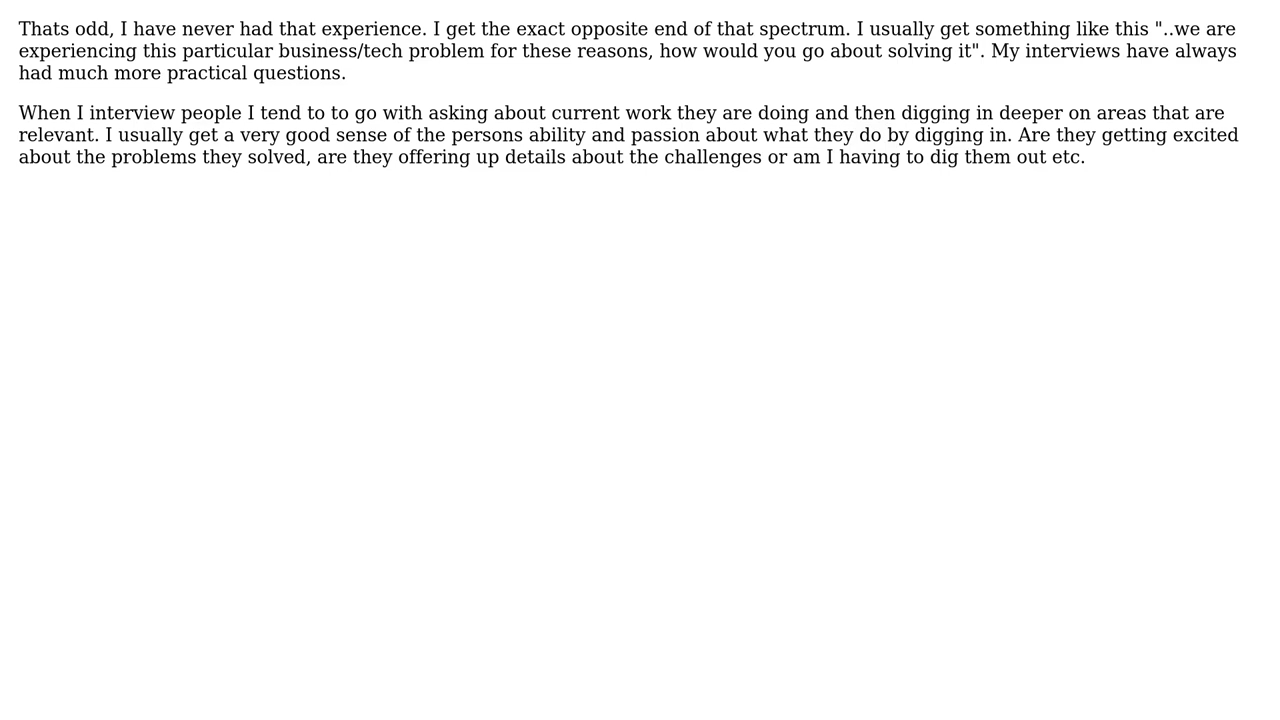 Thats odd, I have never had that experience. I get the exact opposite end of that spectrum. I usually get something like this "..we are
experiencing this particular business/tech problem for these reasons, how would you go about solving it". My interviews have always
had much more practical questions.
When I interview people I tend to to go with asking about current work they are doing and then digging in deeper on areas that are
relevant. I usually get a very good sense of the persons ability and passion about what they do by digging in. Are they getting excited
about the problems they solved, are they offering up details about the challenges or am I having to dig them out etc.